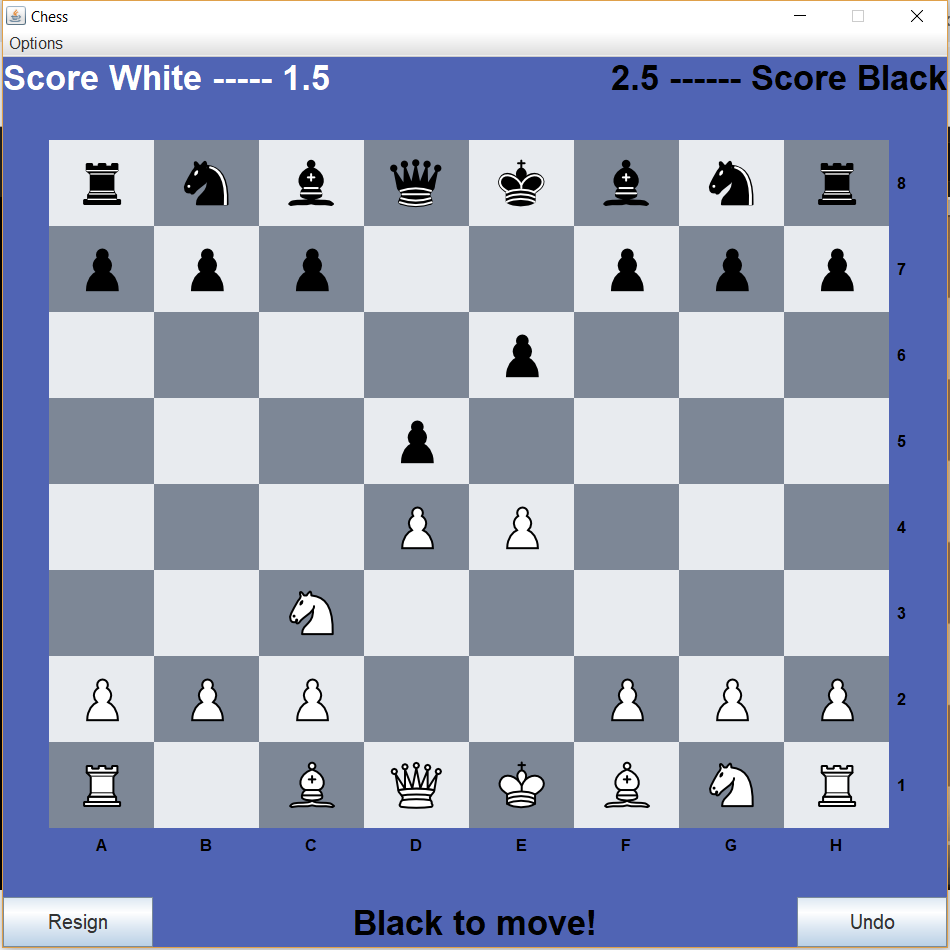 Chess
Options
Score White ----- 1.5
2.5 ------ Score Black
8
7
6
5
4
3
2
1
A B C D E F G H
Resign
Black to move!
Undo